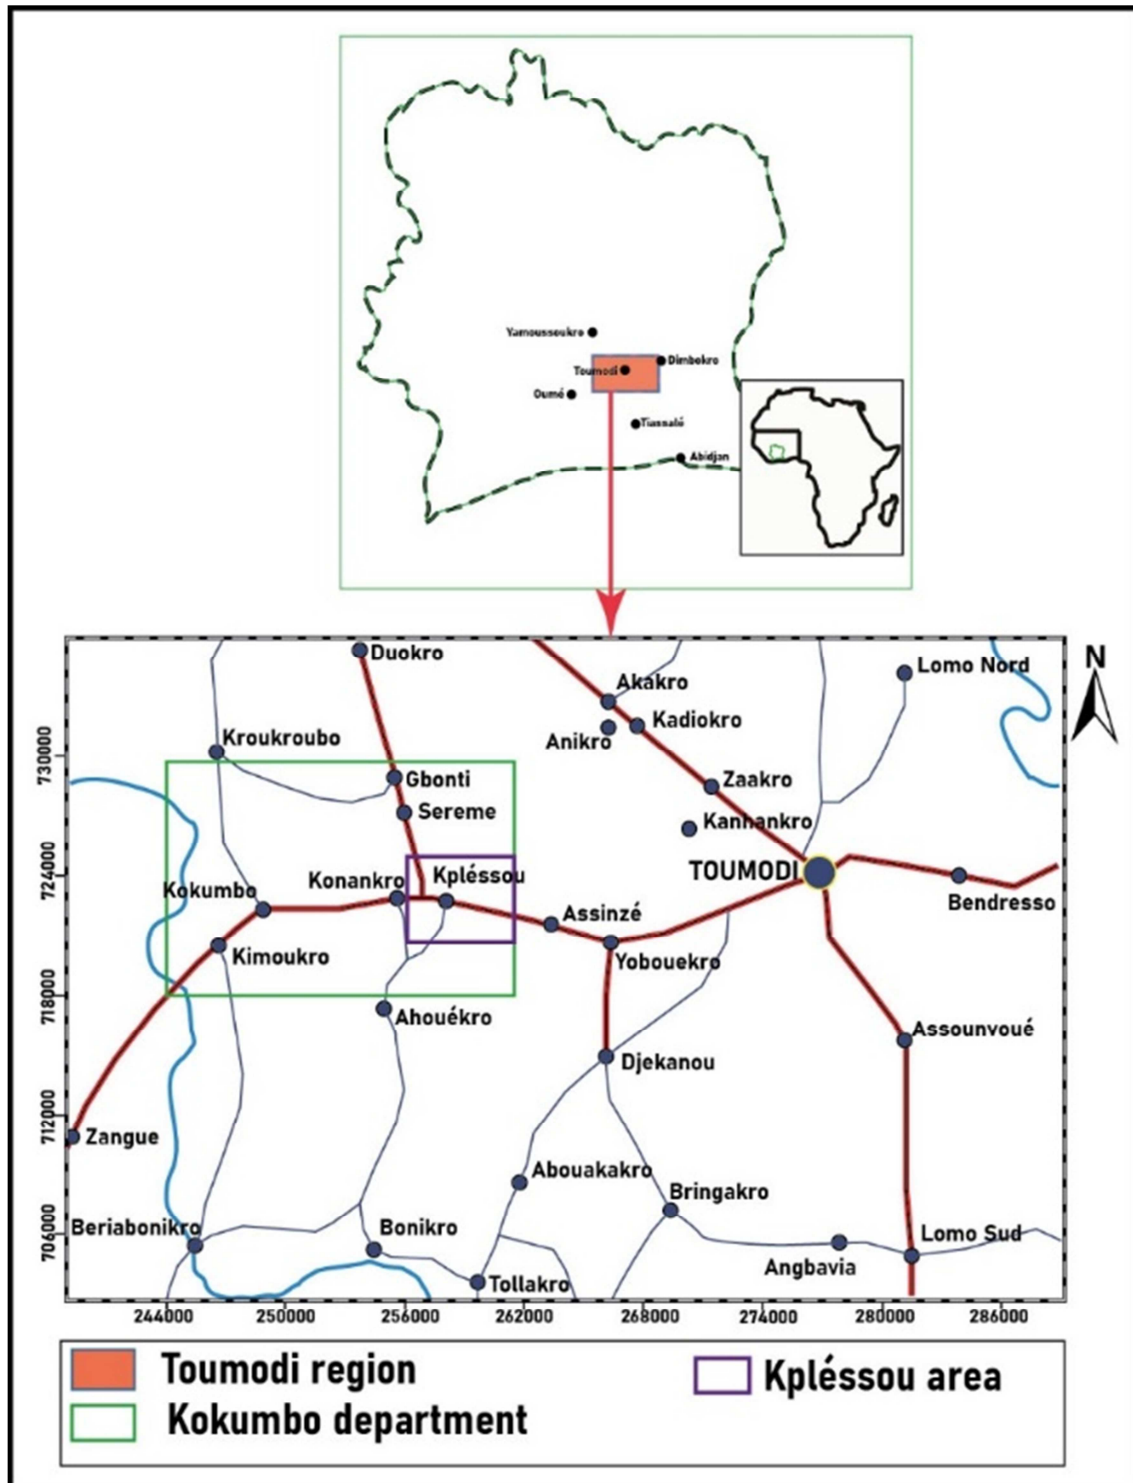 Yamoussoukro
Dimbokro
Toumodi
Oumé
Tiassalé
Abidjan
N
Duokro
Lomo Nord
Akakro
Kadiokro
Anikro
Kroukroubo
Gbonti
Zaakro
Sereme
Kanhankro
TOUMODI
Konankro
Kpléssou
Kokumbo
Bendresso
Assinzé
Kimoukro
Yobouekro
Ahouékro
Assounvoué
Djekanou
Zangue
Abouakakro
Bringakro
Beriabonikro
Bonikro
Lomo Sud
Angbavia
Tollakro
730000
724000
718000
712000
706000
244000 250000 256000 262000 268000 274000 280000 286000
Toumodi region
Kpléssou area
Kokumbo department